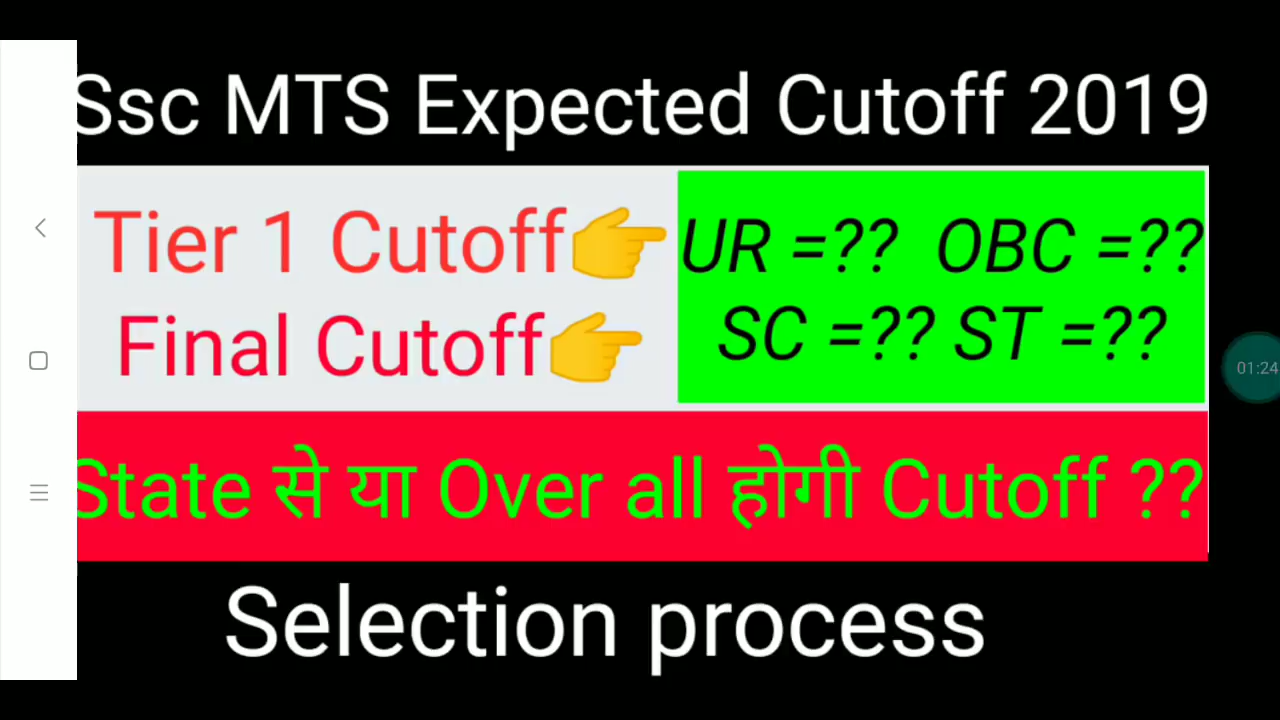 Ssc MTS Expected Cutoff 2019
Tier 1 Cutoff👉 UR =?? OBC =??
Final Cutoff👉 SC =?? ST =??
State से या Over all होगी Cutoff ??
Selection process
01:24